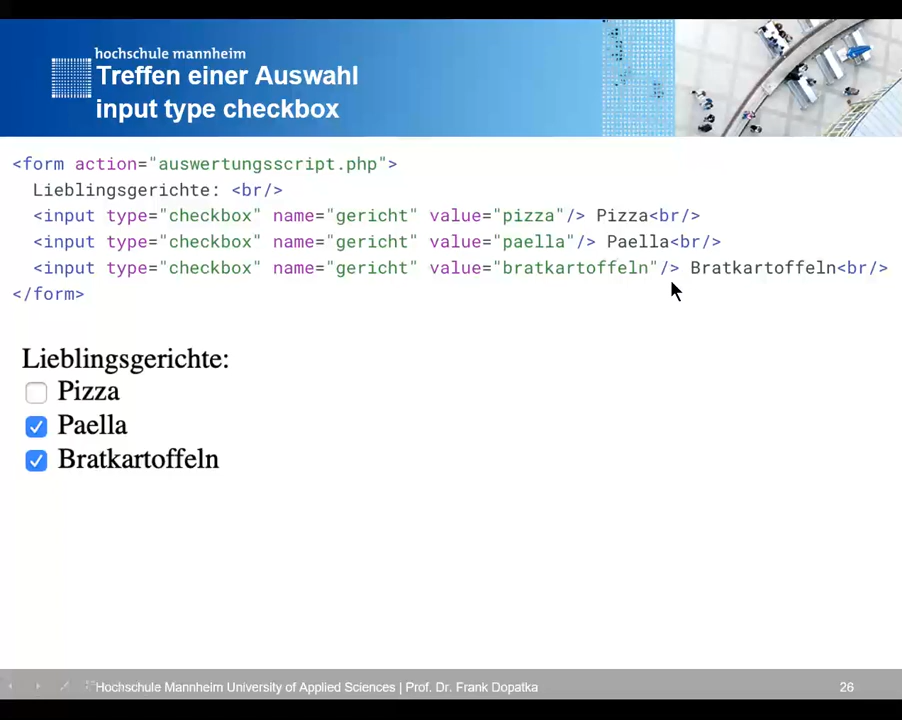 hochschule mannheim
Treffen einer Auswahl
input type checkbox
<form action="auswertungsscript.php">
  Lieblingsgerichte: <br/>
  <input type="checkbox" name="gericht" value="pizza"/> Pizza<br/>
  <input type="checkbox" name="gericht" value="paella"/> Paella<br/>
  <input type="checkbox" name="gericht" value="bratkartoffeln"/> Bratkartoffeln<br/>
</form>
Lieblingsgerichte:
Pizza
Paella
Bratkartoffeln
Hochschule Mannheim University of Applied Sciences | Prof. Dr. Frank Dopatka
26